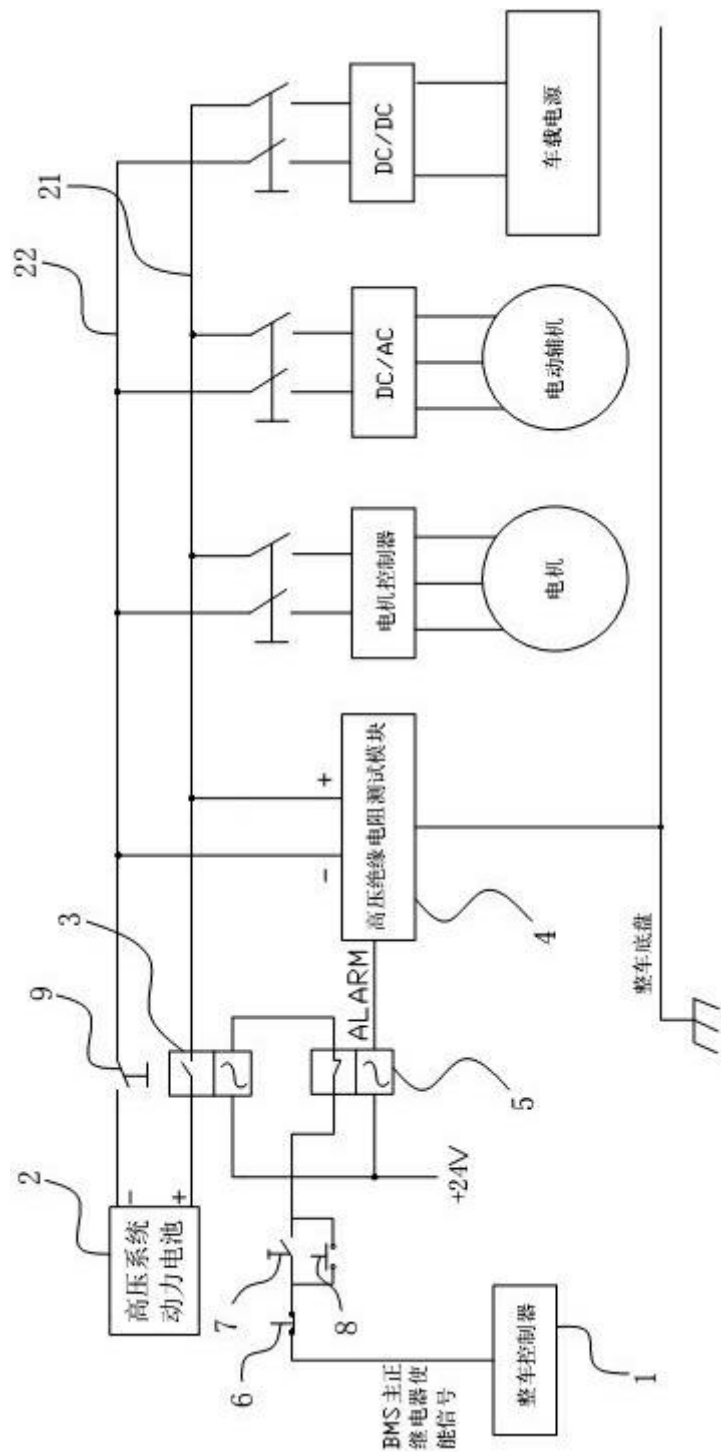 22
21
9
3
2
高压系统
动力电池
-
+
-
+
7
6
8
5
4
+24V
ALARM
高压绝缘电阻测试模块
电机控制器
DC/AC
DC/DC
电机
电动辅机
车载电源
BMS主正
继电器使
能信号
整车控制器
1
整车底盘